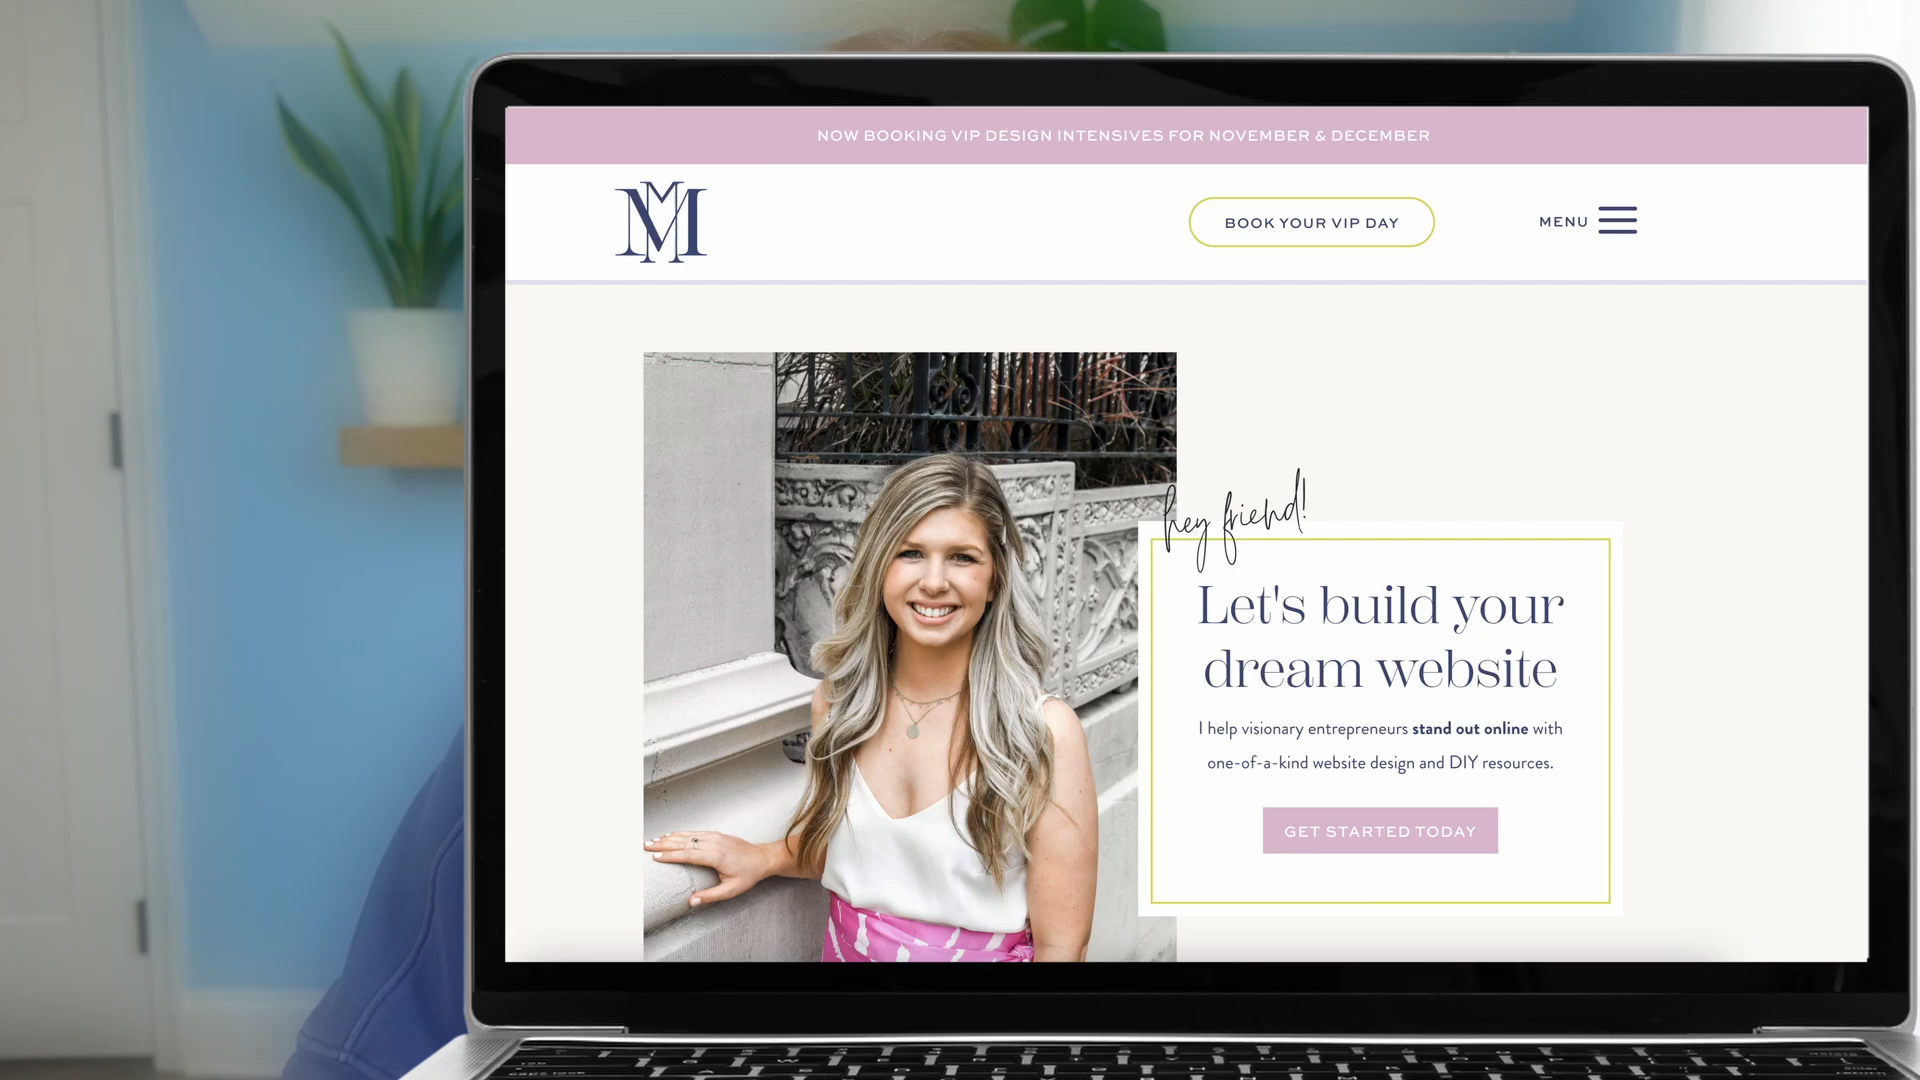 NOW BOOKING VIP DESIGN INTENSIVES FOR NOVEMBER & DECEMBER
MM
BOOK YOUR VIP DAY
MENU
hey friend!
Let's build your
dream website
I help visionary entrepreneurs stand out online with
one-of-a-kind website design and DIY resources.
GET STARTED TODAY